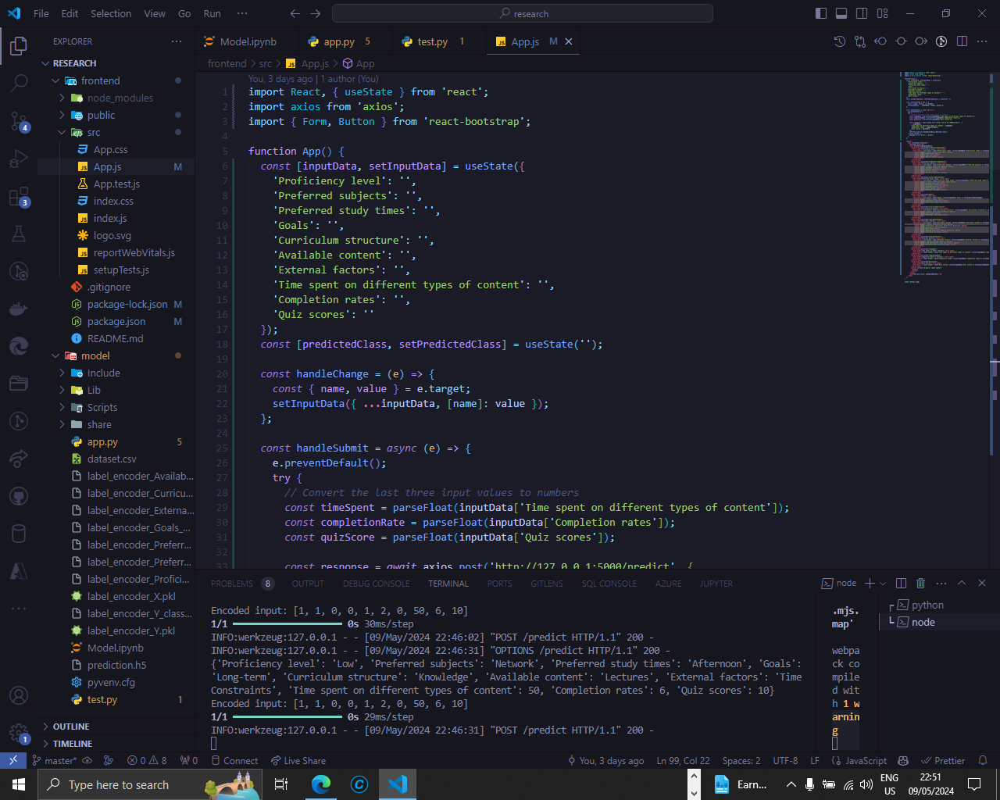 File Edit Selection View Go Run ···
research
EXPLORER
RESEARCH
frontend
node_modules
public
src
App.css
App.js M
App.test.js
index.css
index.js
logo.svg
reportWebVitals.js
setupTests.js
.gitignore
package-lock.json M
package.json M
README.md
model
Include
Lib
Scripts
share
app.py 5
dataset.csv
label_encoder_Availab...
label_encoder_Curricu...
label_encoder_Externa...
label_encoder_Goals_...
label_encoder_Preferr...
label_encoder_Preferr...
label_encoder_Profici...
label_encoder_X.pkl
label_encoder_Y_class...
label_encoder_Y.pkl
Model.ipynb
prediction.h5
pyvenv.cfg
test.py 1
OUTLINE
TIMELINE
4
3
1
Model.ipynb app.py 5 test.py 1 App.js M
frontend > src > App.js > App
You, 3 days ago | 1 author (You)
1 import React, { useState } from 'react';
2 import axios from 'axios';
3 import { Form, Button } from 'react-bootstrap';
4
5 function App() {
6 const [inputData, setInputData] = useState({
7 'Proficiency level': '',
8 'Preferred subjects': '',
9 'Preferred study times': '',
10 'Goals': '',
11 'Curriculum structure': '',
12 'Available content': '',
13 'External factors': '',
14 'Time spent on different types of content': '',
15 'Completion rates': '',
16 'Quiz scores': ''
17 });
18 const [predictedClass, setPredictedClass] = useState('');
19
20 const handleChange = (e) => {
21 const { name, value } = e.target;
22 setInputData({ ...inputData, [name]: value });
23 };
24
25 const handleSubmit = async (e) => {
26 e.preventDefault();
27 try {
28 // Convert the last three input values to numbers
29 const timeSpent = parseFloat(inputData['Time spent on different types of content']);
30 const completionRate = parseFloat(inputData['Completion rates']);
31 const quizScore = parseFloat(inputData['Quiz scores']);
32
33 const response = await axios.post('http://127.0.0.1:5000/predict', {
PROBLEMS 8 OUTPUT DEBUG CONSOLE TERMINAL PORTS GITLENS SQL CONSOLE AZURE JUPYTER
node
Encoded input: [1, 1, 0, 0, 1, 2, 0, 50, 6, 10]
1/1 0s 30ms/step
INFO:werkzeug:127.0.0.1 - - [09/May/2024 22:46:02] "POST /predict HTTP/1.1" 200 -
INFO:werkzeug:127.0.0.1 - - [09/May/2024 22:46:31] "OPTIONS /predict HTTP/1.1" 200 -
{'Proficiency level': 'Low', 'Preferred subjects': 'Network', 'Preferred study times': 'Afternoon', 'Goals':
'Long-term', 'Curriculum structure': 'Knowledge', 'Available content': 'Lectures', 'External factors': 'Time
Constraints', 'Time spent on different types of content': 50, 'Completion rates': 6, 'Quiz scores': 10}
Encoded input: [1, 1, 0, 0, 1, 2, 0, 50, 6, 10]
1/1 0s 29ms/step
INFO:werkzeug:127.0.0.1 - - [09/May/2024 22:46:31] "POST /predict HTTP/1.1" 200 -
.mjs.
map'
webpa
ck co
mpile
d wit
h 1 w
arnin
g
python
node
master* 0 8 0 Connect Live Share
You, 3 days ago Ln 99, Col 22 Spaces: 2 UTF-8 LF JavaScript Prettier
Type here to search
Earn...
ENG
US
22:51
09/05/2024